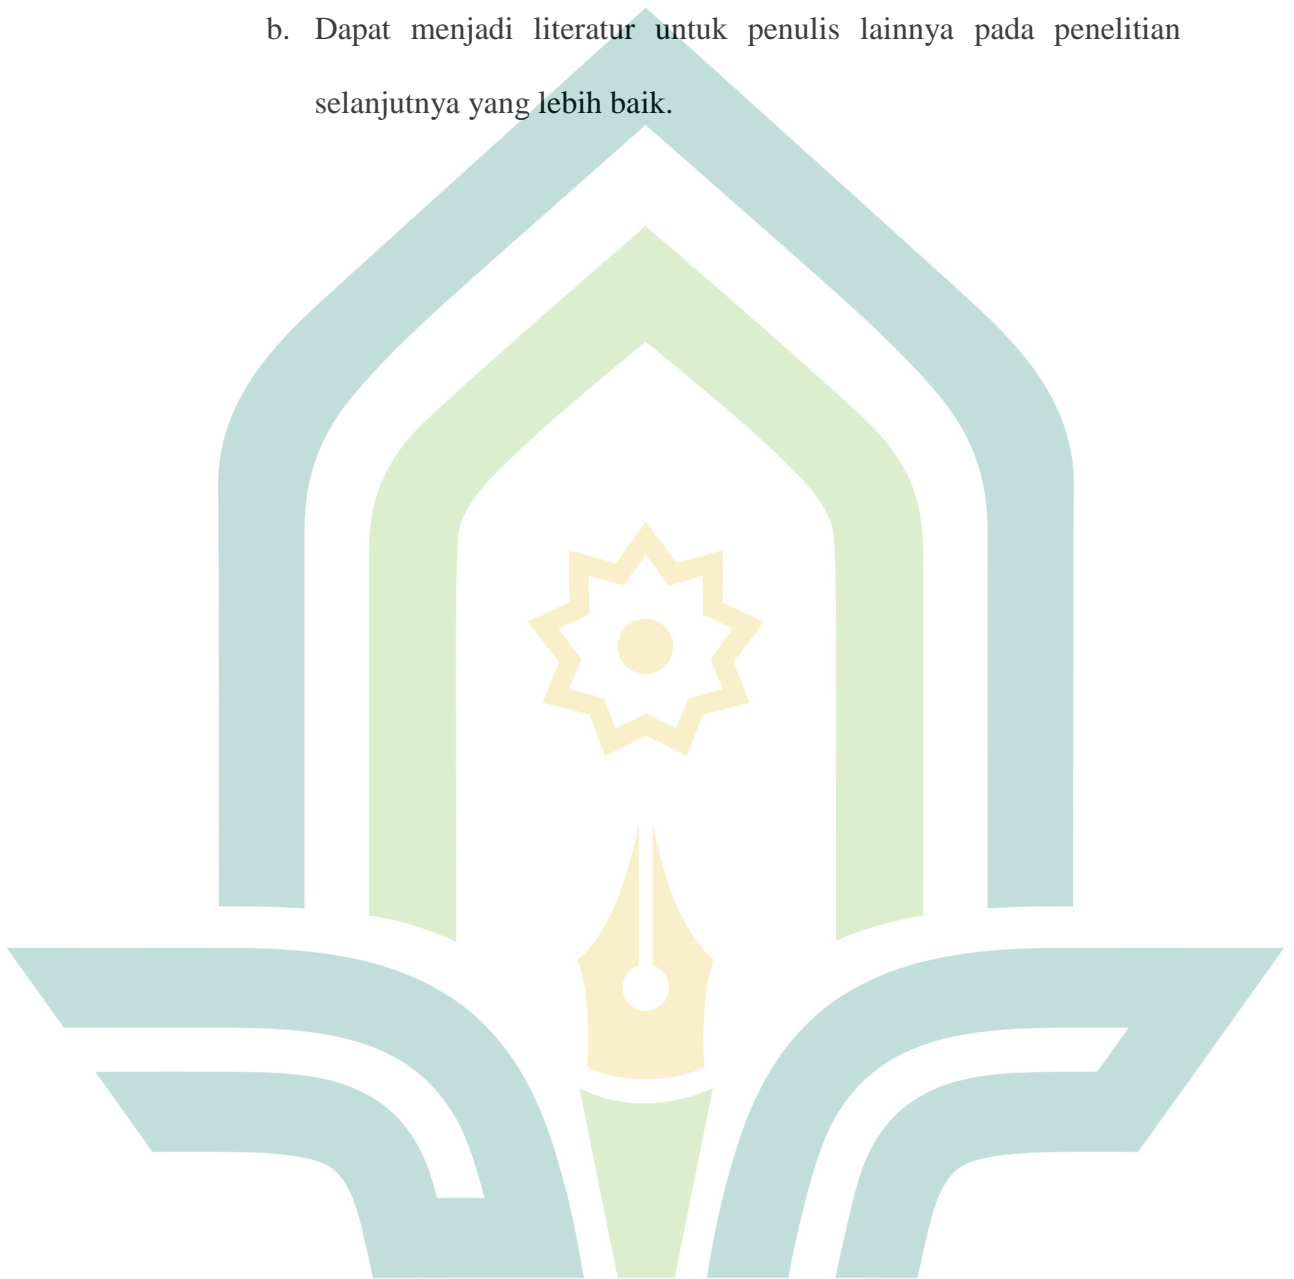 b. Dapat menjadi literatur untuk penulis lainnya pada penelitian
selanjutnya yang lebih baik.